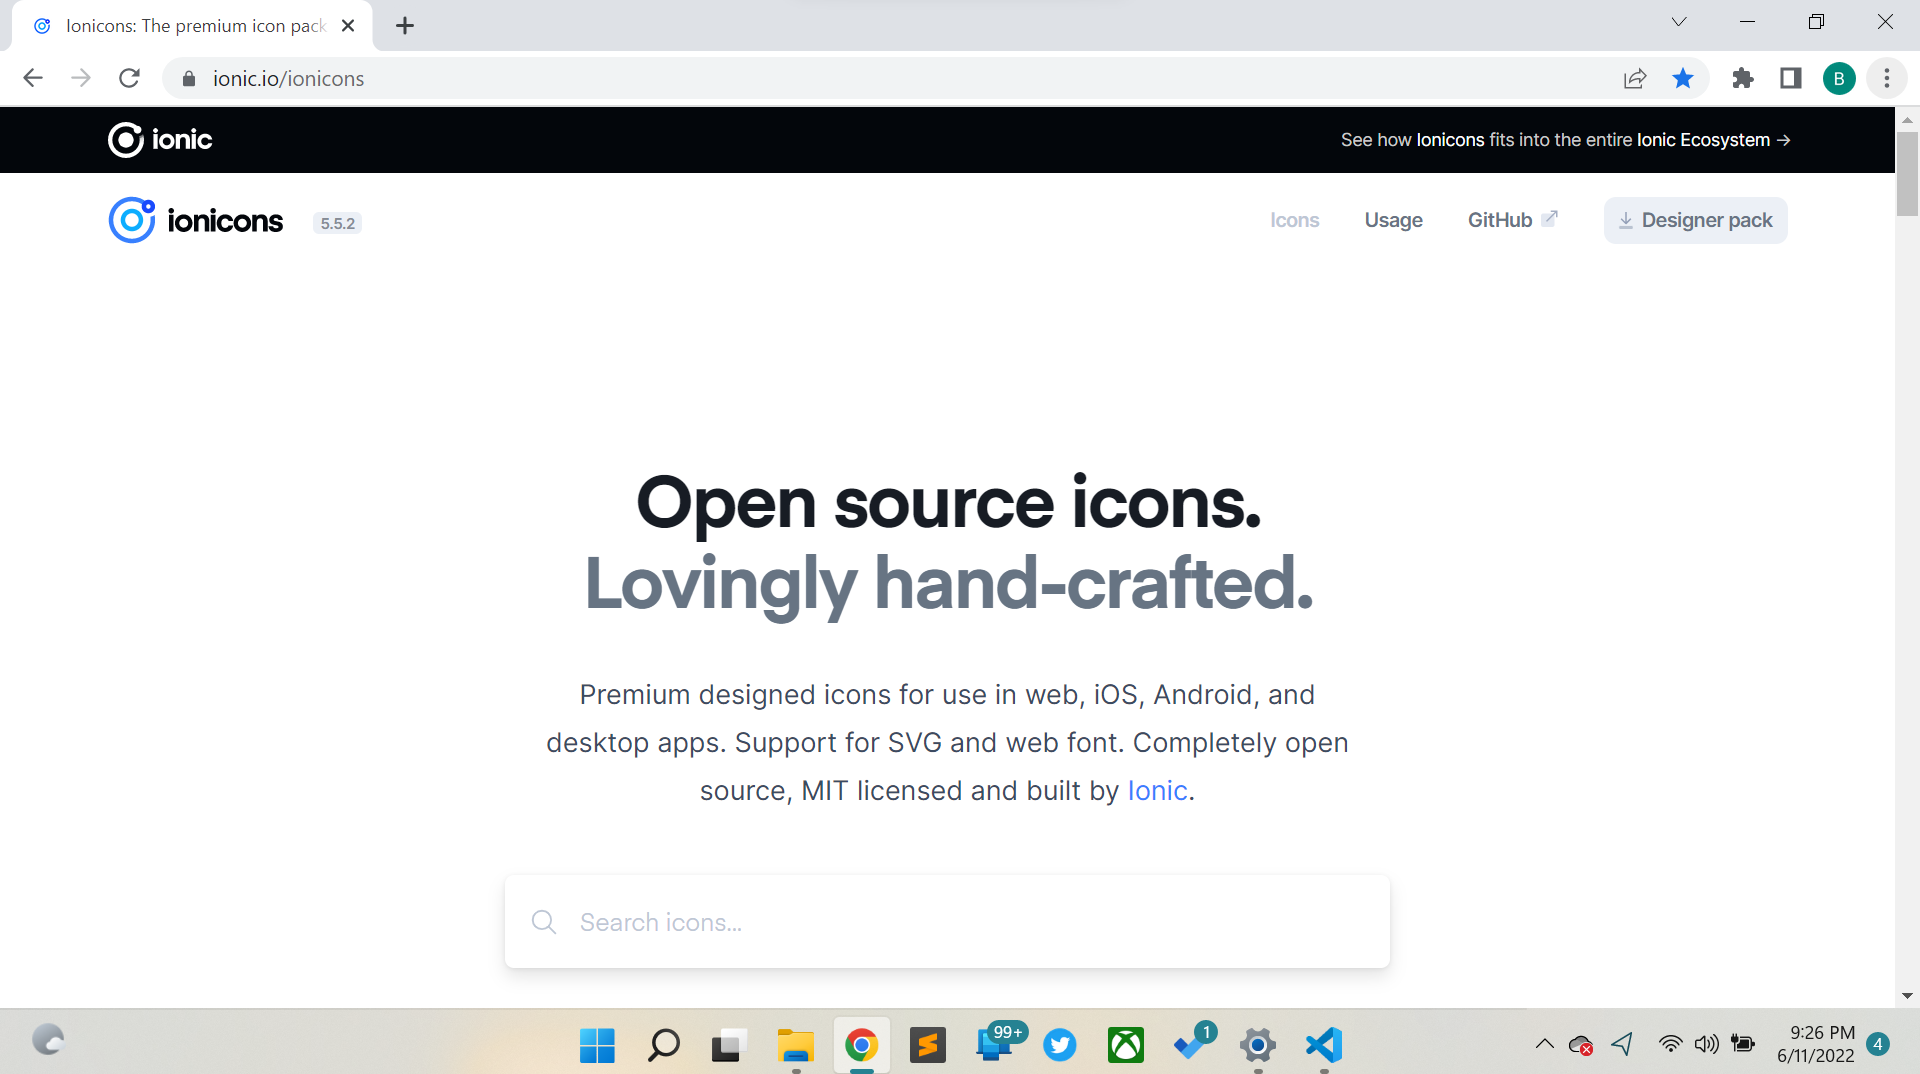 Ionicons: The premium icon pack
ionic.io/ionicons
B
ionic
See how Ionicons fits into the entire Ionic Ecosystem →
ionicons 5.5.2
Icons
Usage
GitHub
Designer pack
Open source icons.
Lovingly hand-crafted.
Premium designed icons for use in web, iOS, Android, and
desktop apps. Support for SVG and web font. Completely open
source, MIT licensed and built by Ionic.
Search icons...
99+
1
9:26 PM
6/11/2022
4